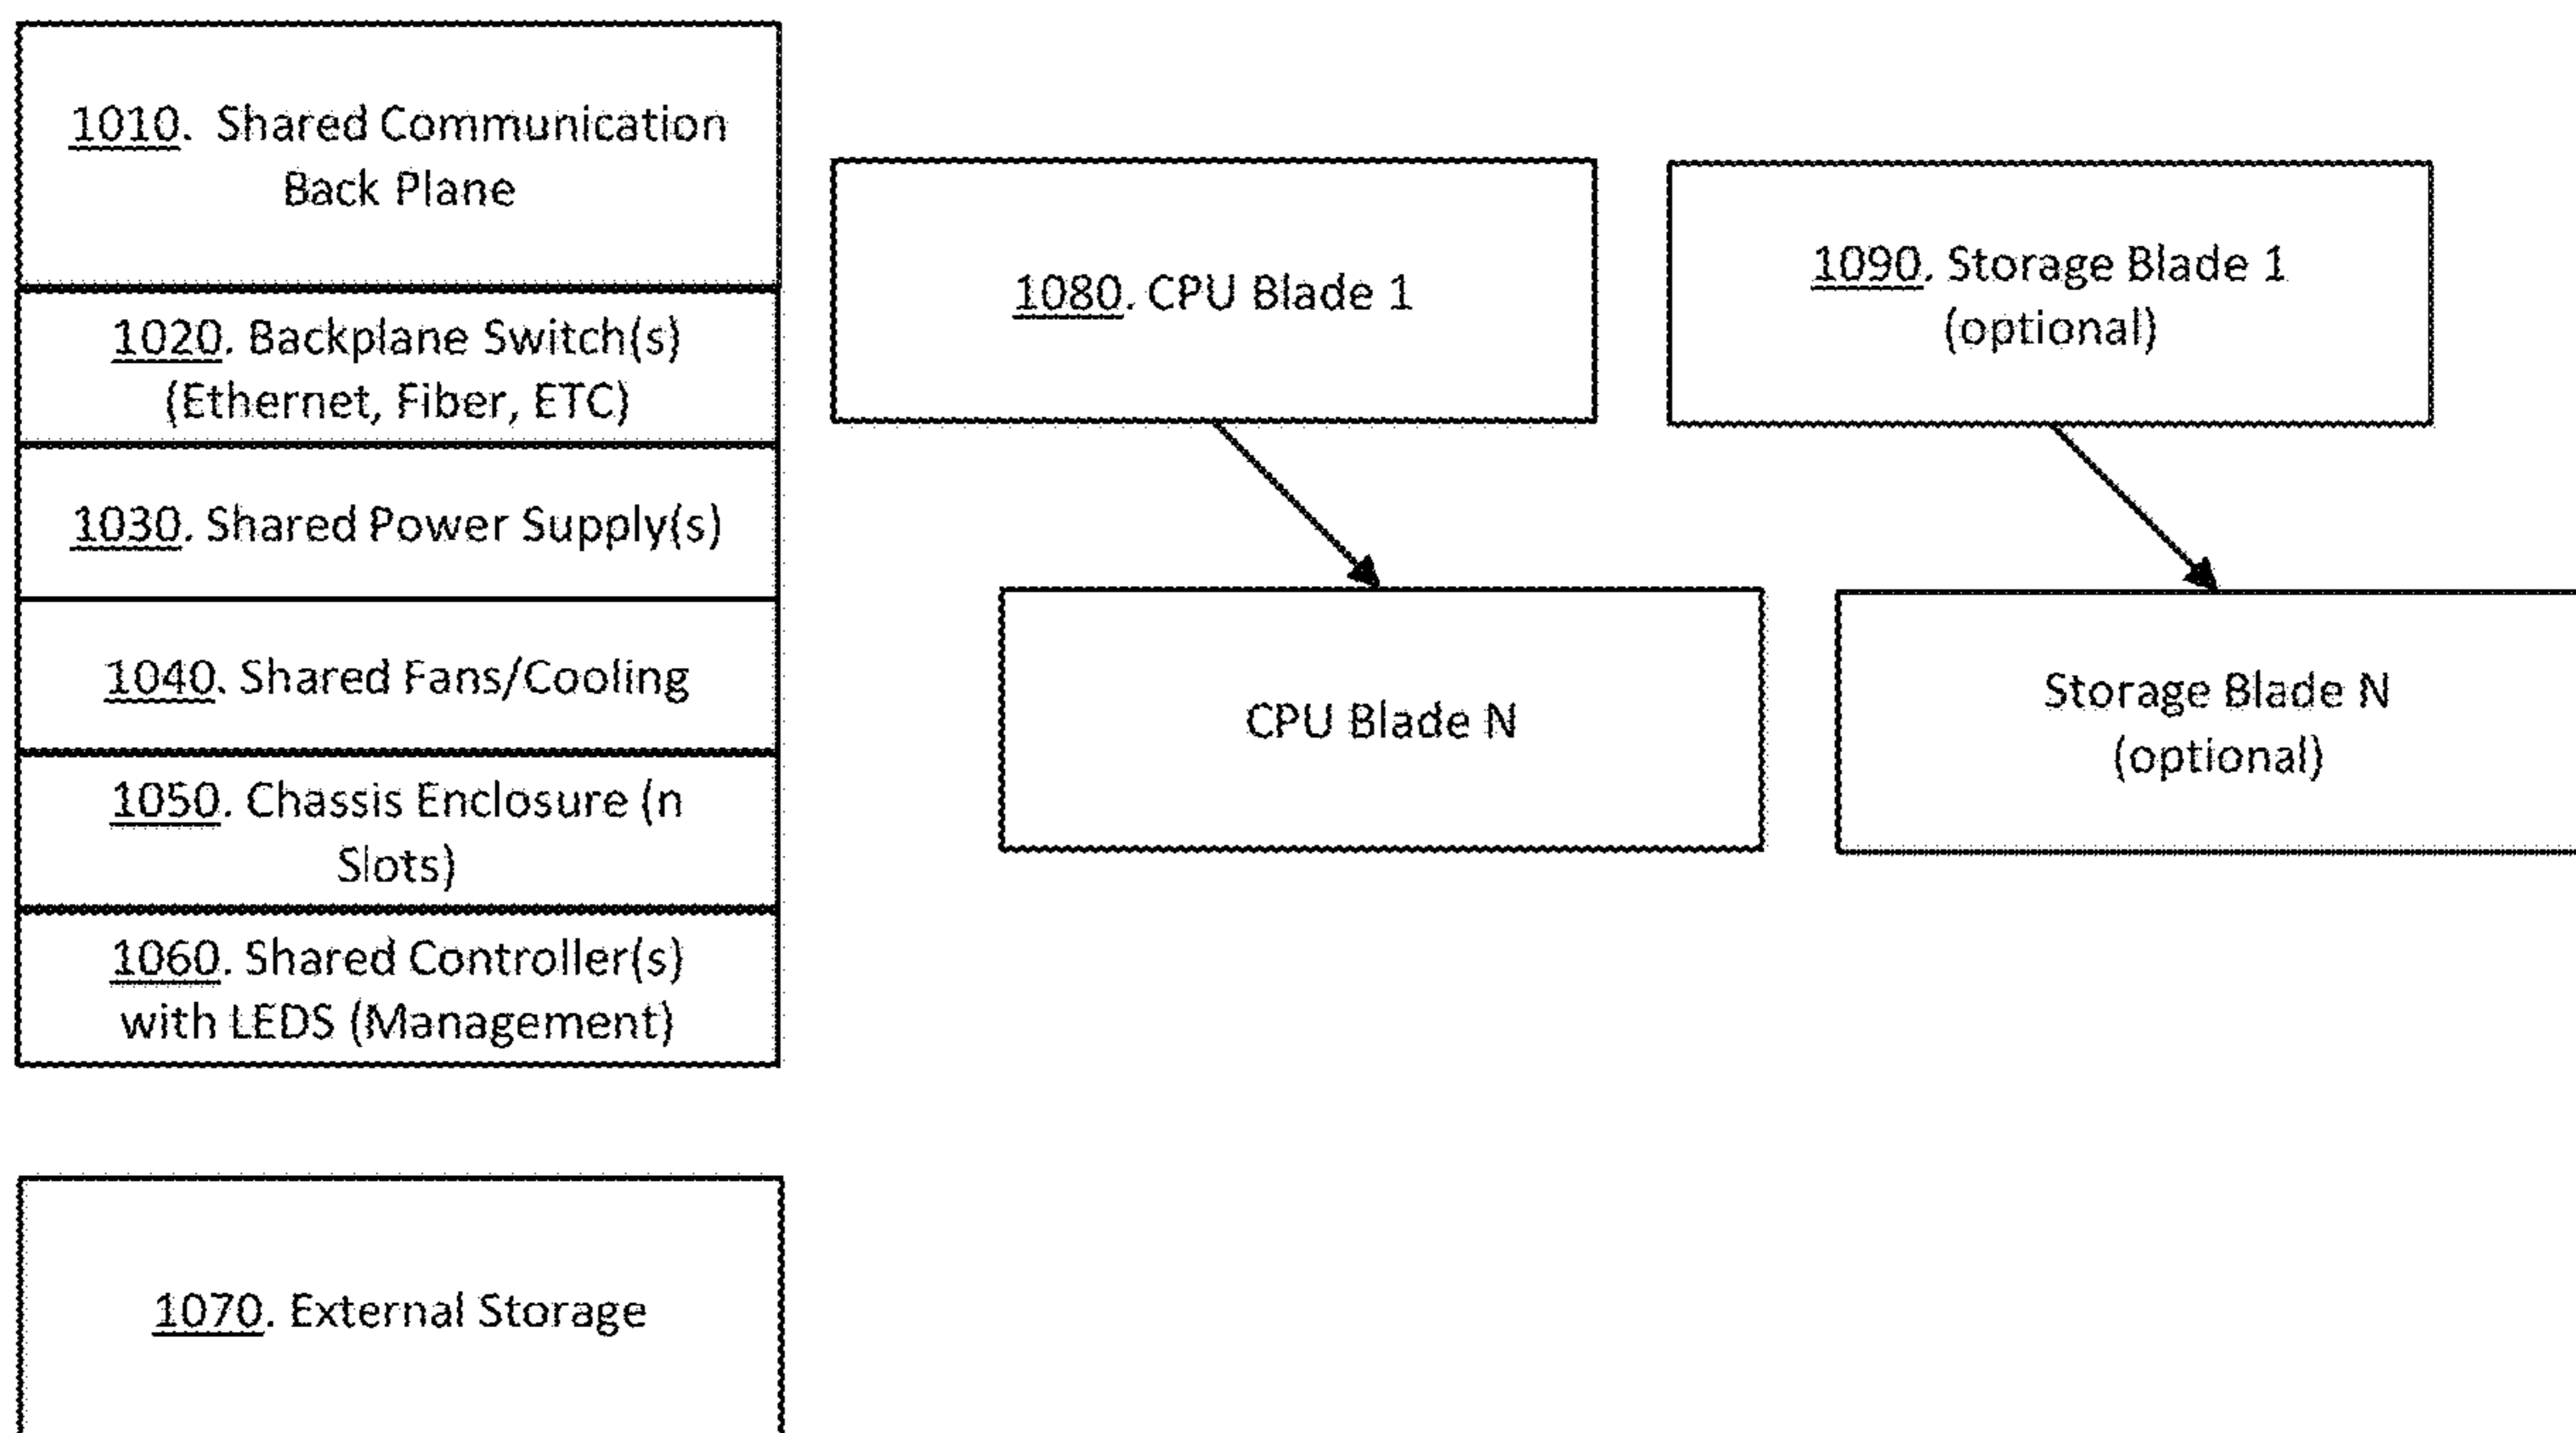 1010. Shared Communication
Back Plane
1020. Backplane Switch(s)
(Ethernet, Fiber, ETC)
1030. Shared Power Supply(s)
1040. Shared Fans/Cooling
1050. Chassis Enclosure (n
Slots)
1060. Shared Controller(s)
with LEDS (Management)
1070. External Storage
1080. CPU Blade 1
CPU Blade N
1090. Storage Blade 1
(optional)
Storage Blade N
(optional)